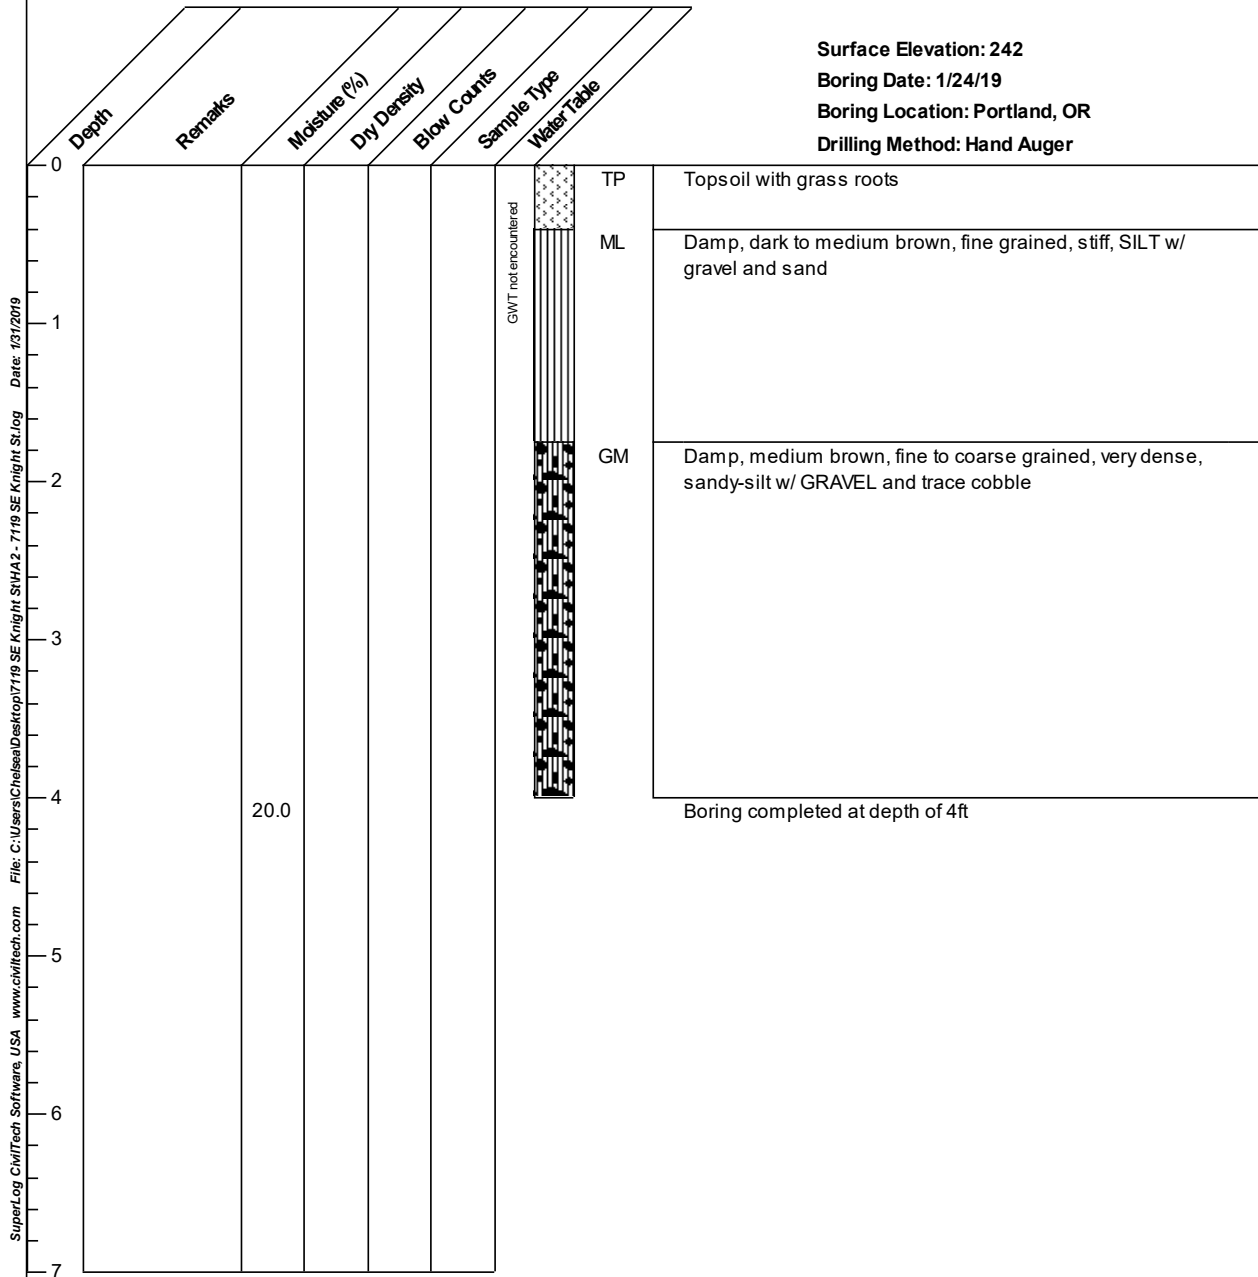 Surface Elevation: 242
Boring Date: 1/24/19
Boring Location: Portland, OR
Drilling Method: Hand Auger
Depth
Remarks
Moisture (%)
Dry Density
Blow Counts
Sample Type
Water Table
0
TP
Topsoil with grass roots
GWT not encountered
ML
Damp, dark to medium brown, fine grained, stiff, SILT w/
gravel and sand
1
GM
Damp, medium brown, fine to coarse grained, very dense,
sandy-silt w/ GRAVEL and trace cobble
2
3
4
20.0
Boring completed at depth of 4ft
5
6
7
SuperLog CivilTech Software, USA www.civiltech.com File: C:\Users\Chelsea\Desktop\7119 SE Knight St\HA2 - 7119 SE Knight St.log Date: 1/31/2019